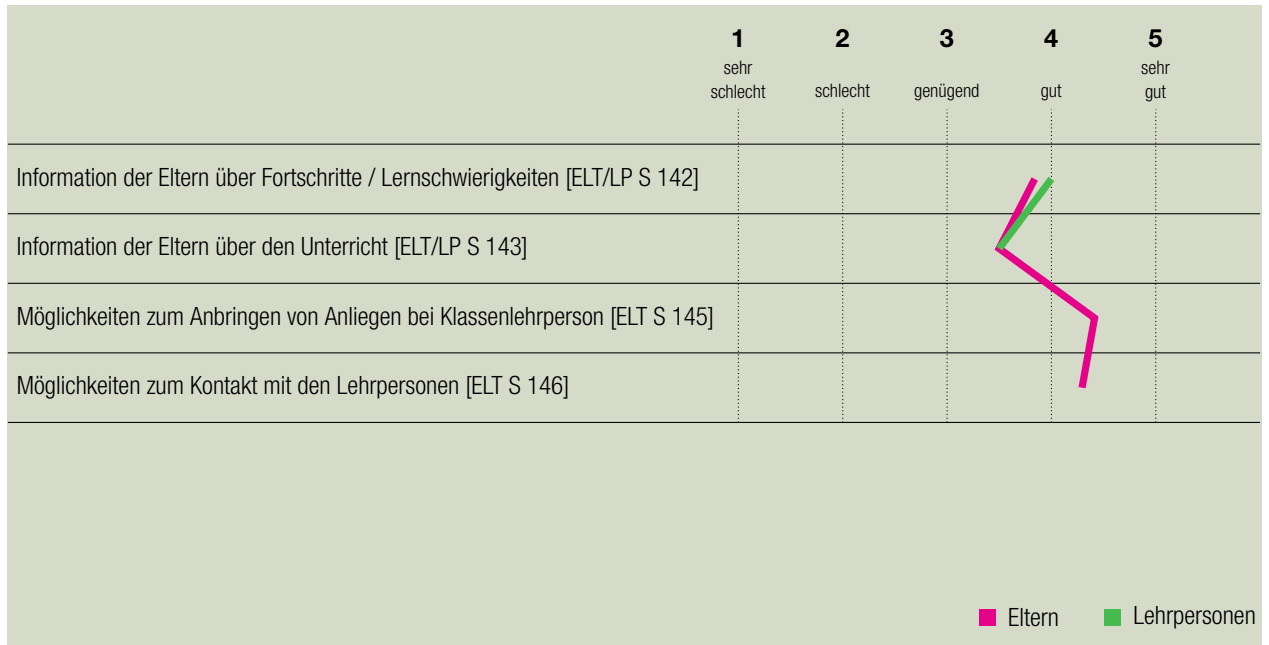 1 2 3 4 5
sehr schlecht schlecht genügend gut sehr gut
Information der Eltern über Fortschritte / Lernschwierigkeiten [ELT/LP S 142]
Information der Eltern über den Unterricht [ELT/LP S 143]
Möglichkeiten zum Anbringen von Anliegen bei Klassenlehrperson [ELT S 145]
Möglichkeiten zum Kontakt mit den Lehrpersonen [ELT S 146]
Eltern Lehrpersonen